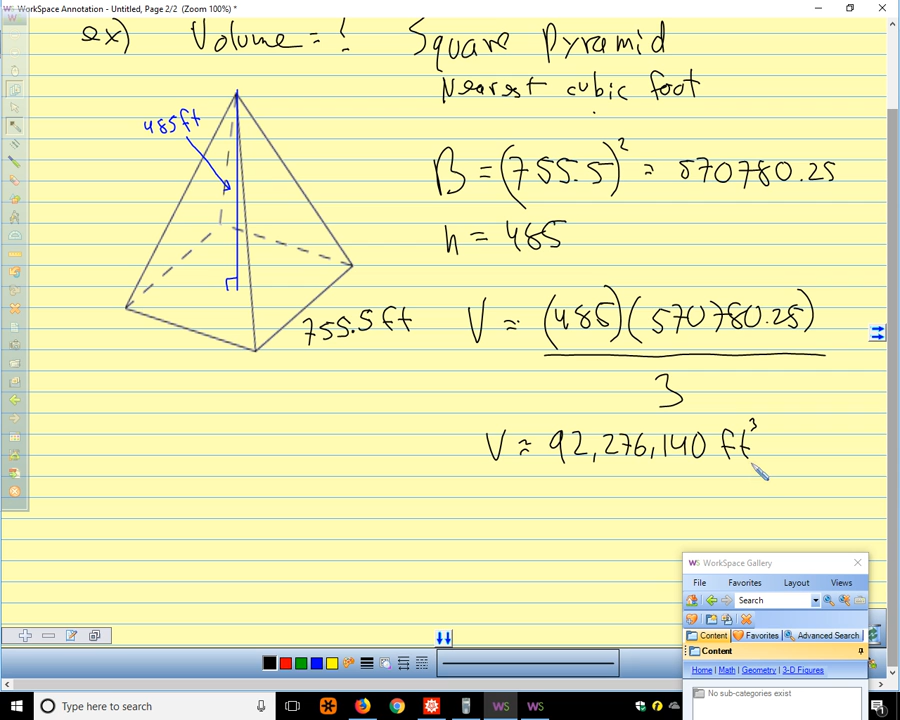 WorkSpace Annotation - Untitled, Page 2/2 (Zoom 100%) *
ex) Volume = ? Square Pyramid
Nearest cubic foot
485ft
B = (755.5)² = 570780.25
h = 485
755.5 ft
V = (485)(570780.25)
3
V ≈ 92,276,140 ft³
WorkSpace Gallery
File Favorites Layout Views
Search
Content Favorites Advanced Search
Content
Home | Math | Geometry | 3-D Figures
No sub-categories exist
Type here to search